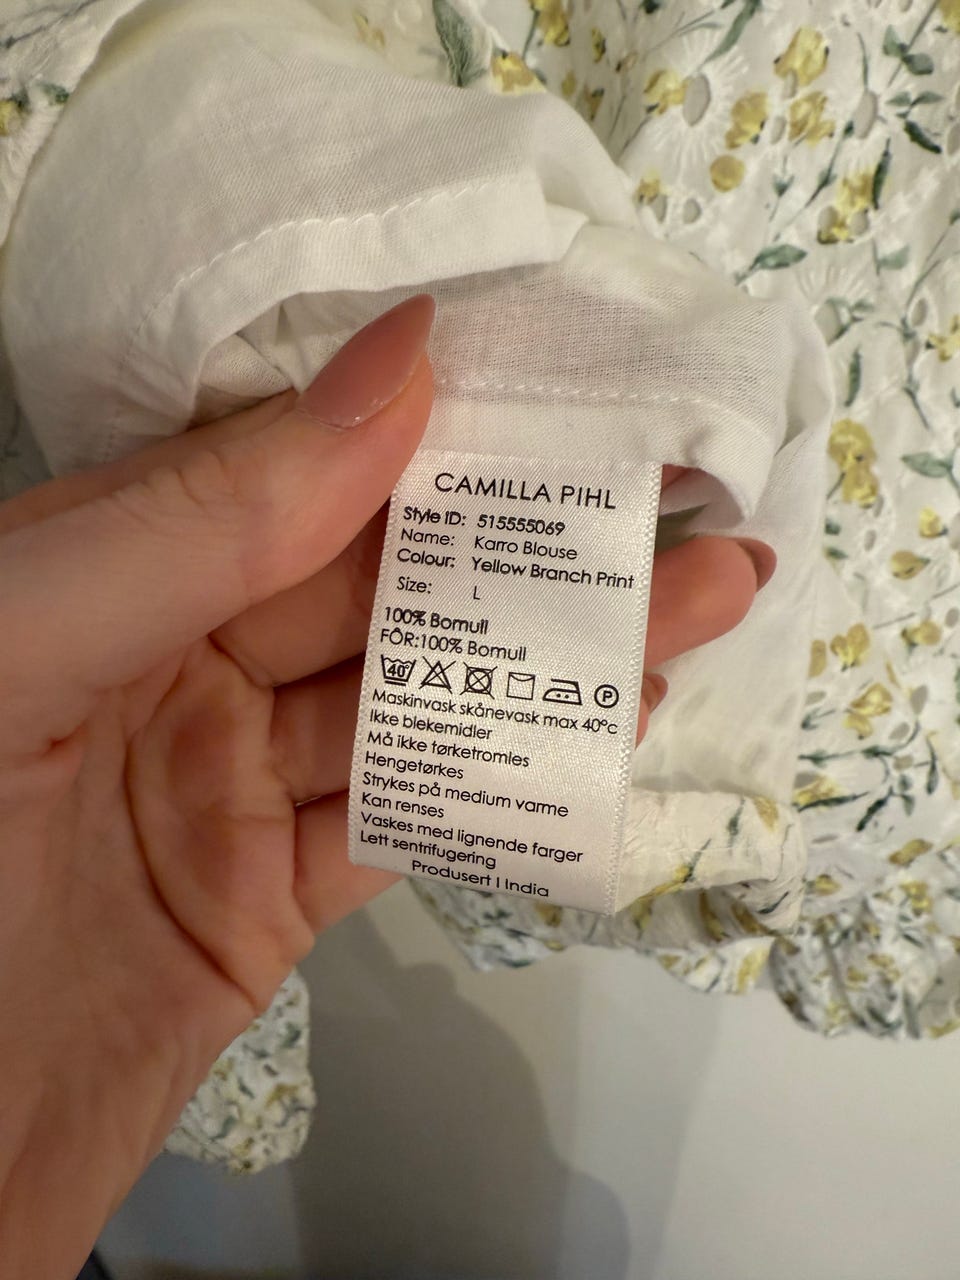 CAMILLA PIHL
Style ID: 515555069
Name: Karro Blouse
Colour: Yellow Branch Print
Size: L
100% Bomull
FÔR:100% Bomull
40° P
Maskinvask skånevask max 40°c
Ikke blekemidler
Må ikke tørketromles
Hengetørkes
Strykes på medium varme
Kan renses
Vaskes med lignende farger
Lett sentrifugering
Produsert I India